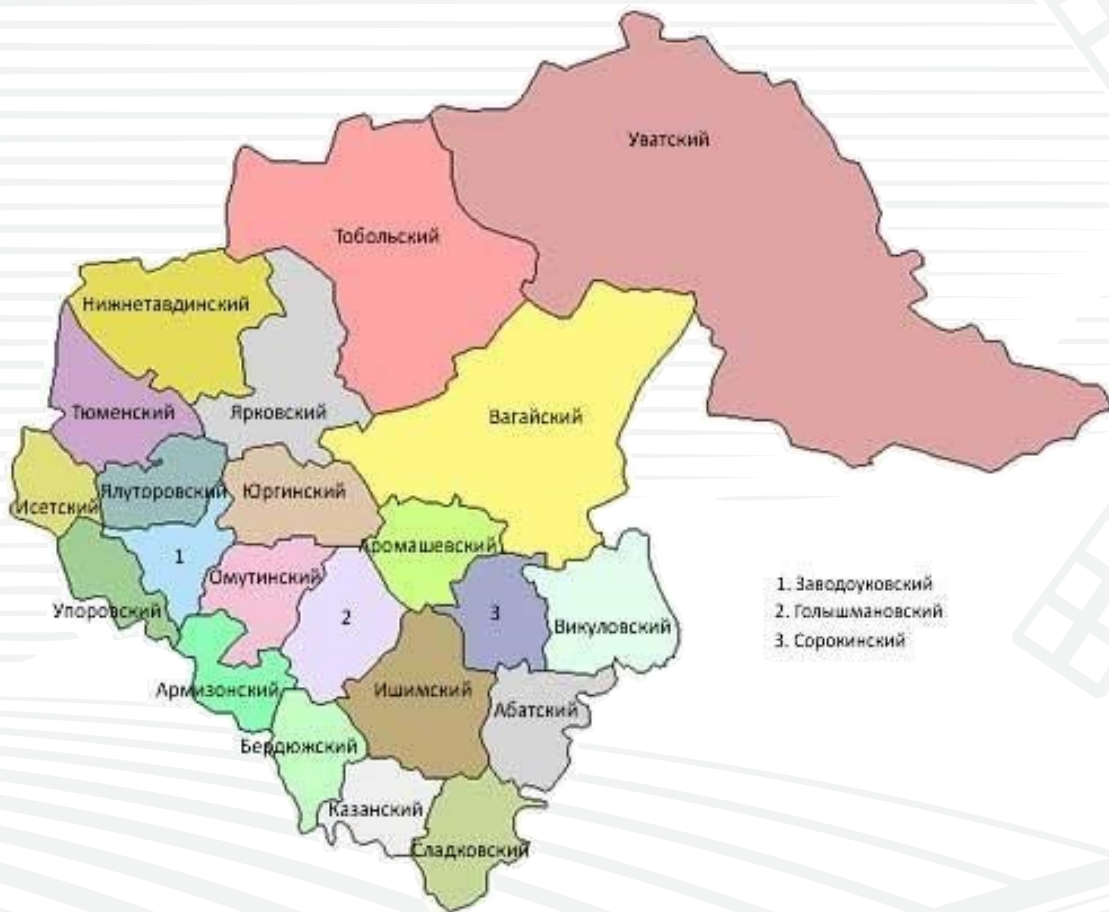 Уватский
Тобольский
Нижнетавдинский
Тюменский
Ярковский
Вагайский
Исетский
Ялуторовский
Юргинский
Аромашевский
1
Омутинский
Упоровский
2
3
Викуловский
1. Заводоуковский
2. Голышмановский
3. Сорокинский
Армизонский
Ишимский
Абатский
Бердюжский
Казанский
Сладковский